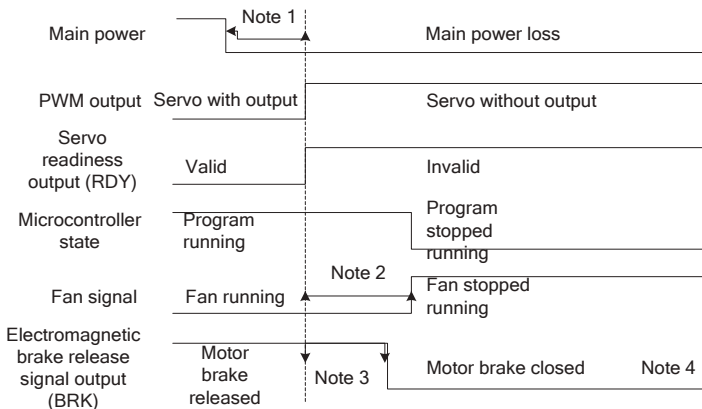 Note 1
Main power
Main power loss
PWM output
Servo with output
Servo without output
Servo
readiness
output (RDY)
Valid
Invalid
Microcontroller
state
Program
running
Program
stopped
running
Note 2
Fan signal
Fan running
Fan stopped
running
Electromagnetic
brake release
signal output
(BRK)
Motor
brake
released
Note 3
Motor brake closed
Note 4